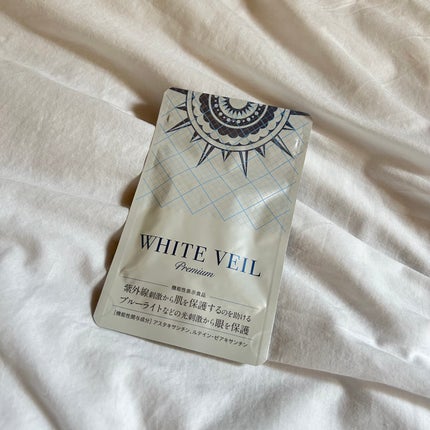 WHITE VEIL
Premium
機能性表示食品
紫外線刺激から肌を保護するのを助ける
ブルーライトなどの光刺激から眼を保護
[機能性関与成分] アスタキサンチン、ルテイン・ゼアキサンチン